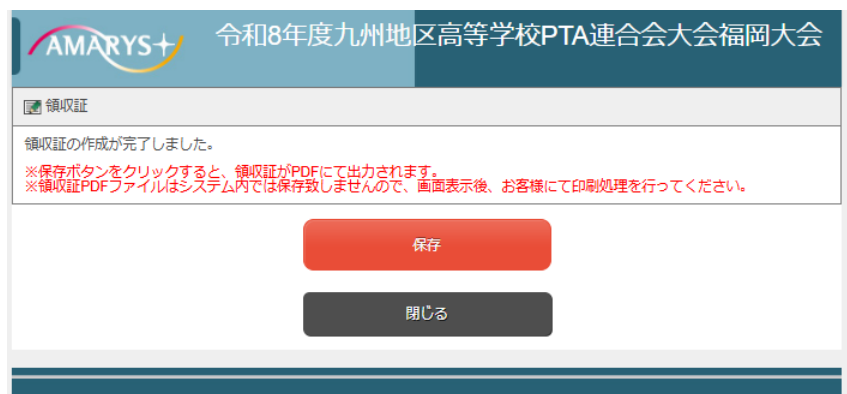 AMARYS+
令和8年度九州地区高等学校PTA連合会大会福岡大会
領収証
領収証の作成が完了しました。
※保存ボタンをクリックすると、領収証がPDFにて出力されます。
※領収証PDFファイルはシステム内では保存致しませんので、画面表示後、お客様にて印刷処理を行ってください。
保存
閉じる